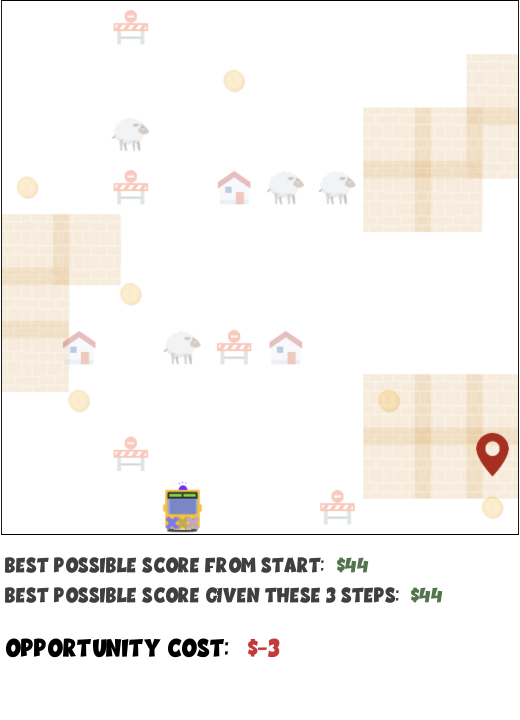 BEST POSSIBLE SCORE FROM START: $44
BEST POSSIBLE SCORE GIVEN THESE 3 STEPS: $44
OPPORTUNITY COST: $-3